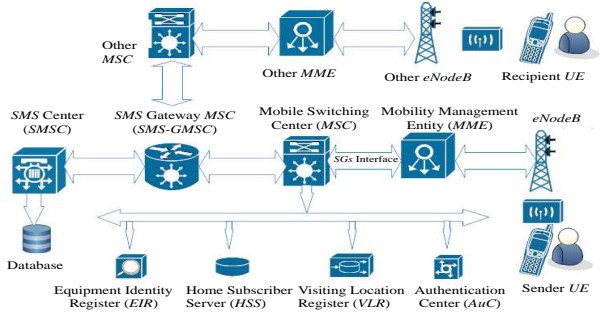 Other
MSC
Other MME
Other eNodeB
Recipient UE
SMS Center
(SMSC)
SMS Gateway MSC
(SMS-GMSC)
Mobile Switching
Center (MSC)
Mobility Management
Entity (MME)
eNodeB
SGs Interface
Database
Equipment Identity
Register (EIR)
Home Subscriber
Server (HSS)
Visiting Location
Register (VLR)
Authentication
Center (AuC)
Sender UE